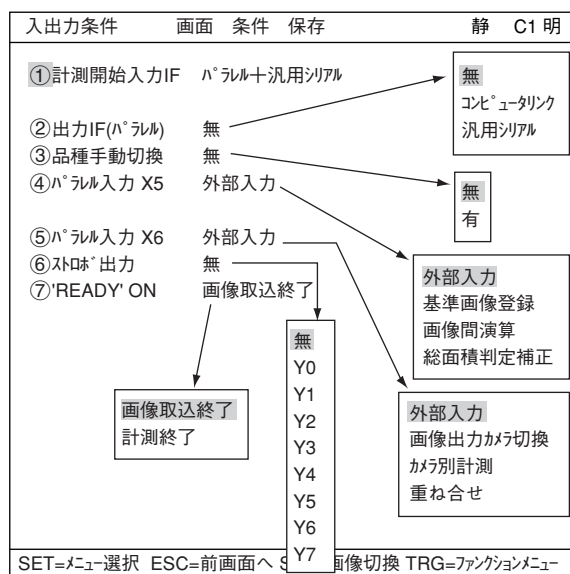 入出力条件 画面 条件 保存 静 C1 明
①計測開始入力IF ﾊﾟﾗﾚﾙ＋汎用ｼﾘｱﾙ
②出力IF(ﾊﾟﾗﾚﾙ) 無
③品種手動切換 無
④ﾊﾟﾗﾚﾙ入力 X5 外部入力
⑤ﾊﾟﾗﾚﾙ入力 X6 外部入力
⑥ｽﾄﾛﾎﾞ出力 無
⑦'READY' ON 画像取込終了
無
ｺﾝﾋﾟｭｰﾀﾘﾝｸ
汎用ｼﾘｱﾙ
無
有
外部入力
基準画像登録
画像間演算
総面積判定補正
外部入力
画像出力ｶﾒﾗ切換
ｶﾒﾗ別計測
重ね合せ
無
Y0
Y1
Y2
Y3
Y4
Y5
Y6
Y7
画像取込終了
計測終了
SET=ﾒﾆｭｰ選択 ESC=前画面へ S 画像切換 TRG=ﾌｧﾝｸｼｮﾝﾒﾆｭｰ